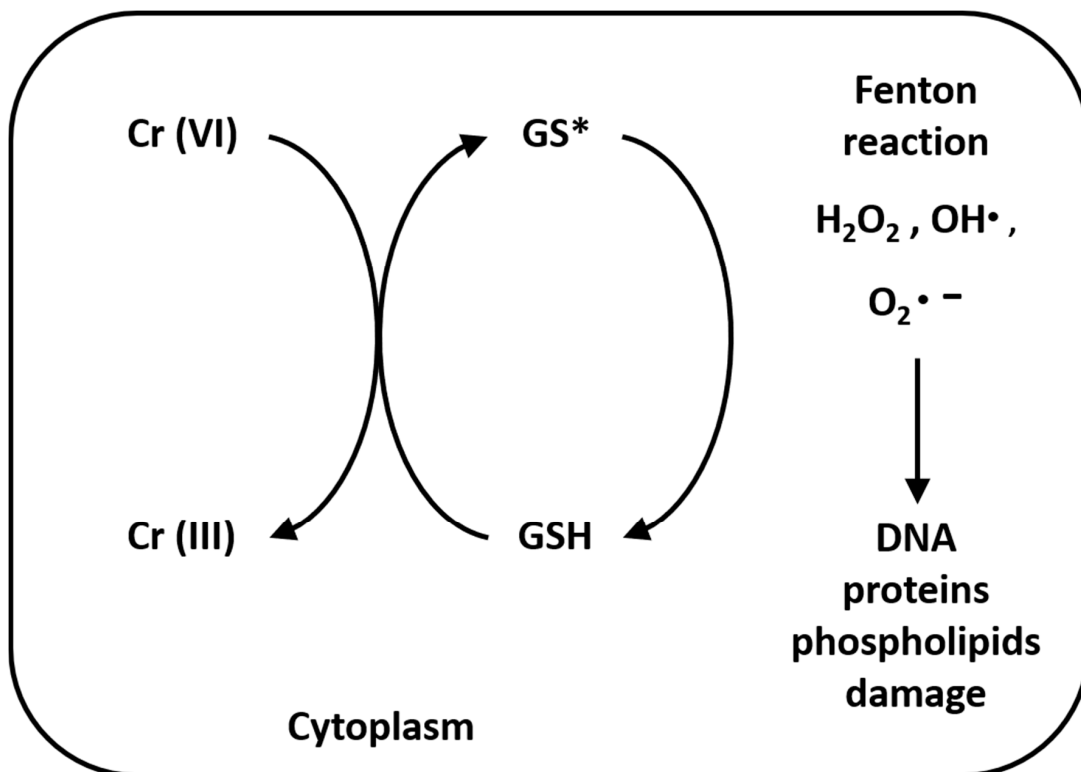 Cr (VI)
GS*
Fenton
reaction
H₂O₂ , OH• ,
O₂• –
Cr (III)
GSH
DNA
proteins
phospholipids
damage
Cytoplasm